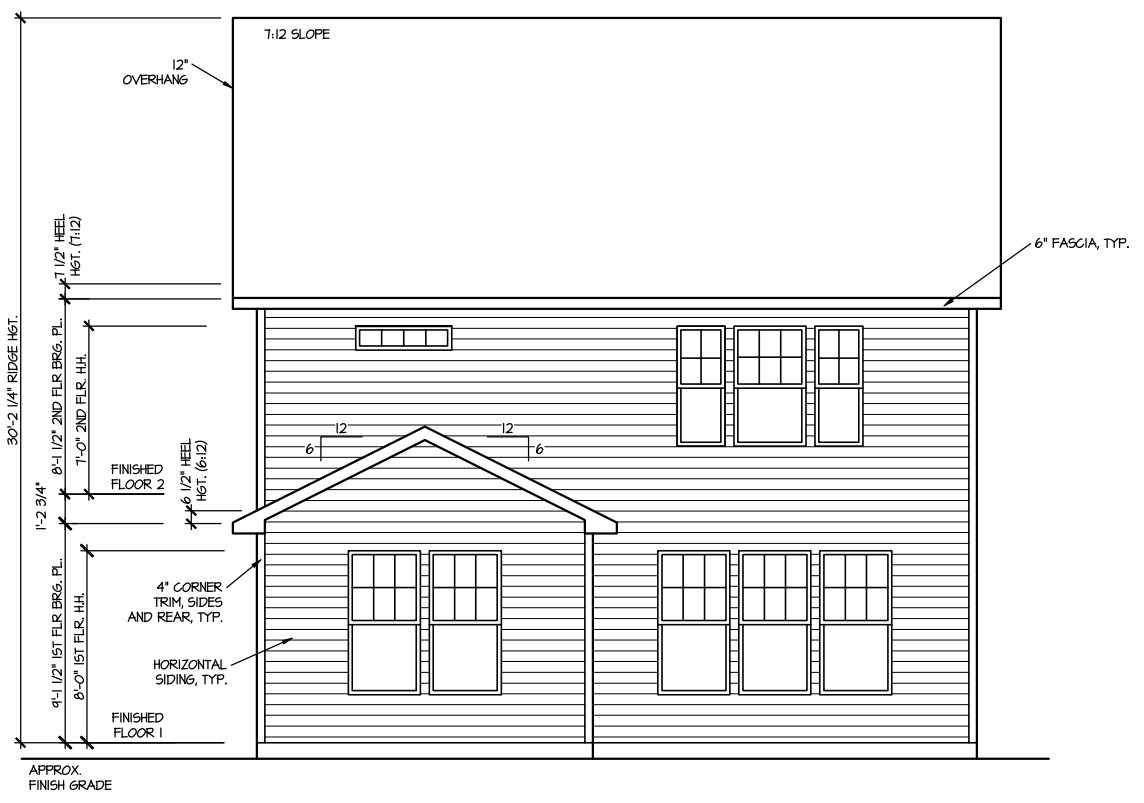 7:12 SLOPE
12"
OVERHANG
6" FASCIA, TYP.
7 1/2" HEEL
HGT. (7:12)
30'-2 1/4" RIDGE HGT.
8'-1 1/2" 2ND FLR BRG. PL.
7'-0" 2ND FLR. H.H.
12
12
6
6
6 1/2" HEEL
HGT. (6:12)
FINISHED
FLOOR 2
1'-2 3/4"
9'-1 1/2" 1ST FLR BRG. PL.
8'-0" 1ST FLR. H.H.
4" CORNER
TRIM, SIDES
AND REAR, TYP.
HORIZONTAL
SIDING, TYP.
FINISHED
FLOOR 1
APPROX.
FINISH GRADE